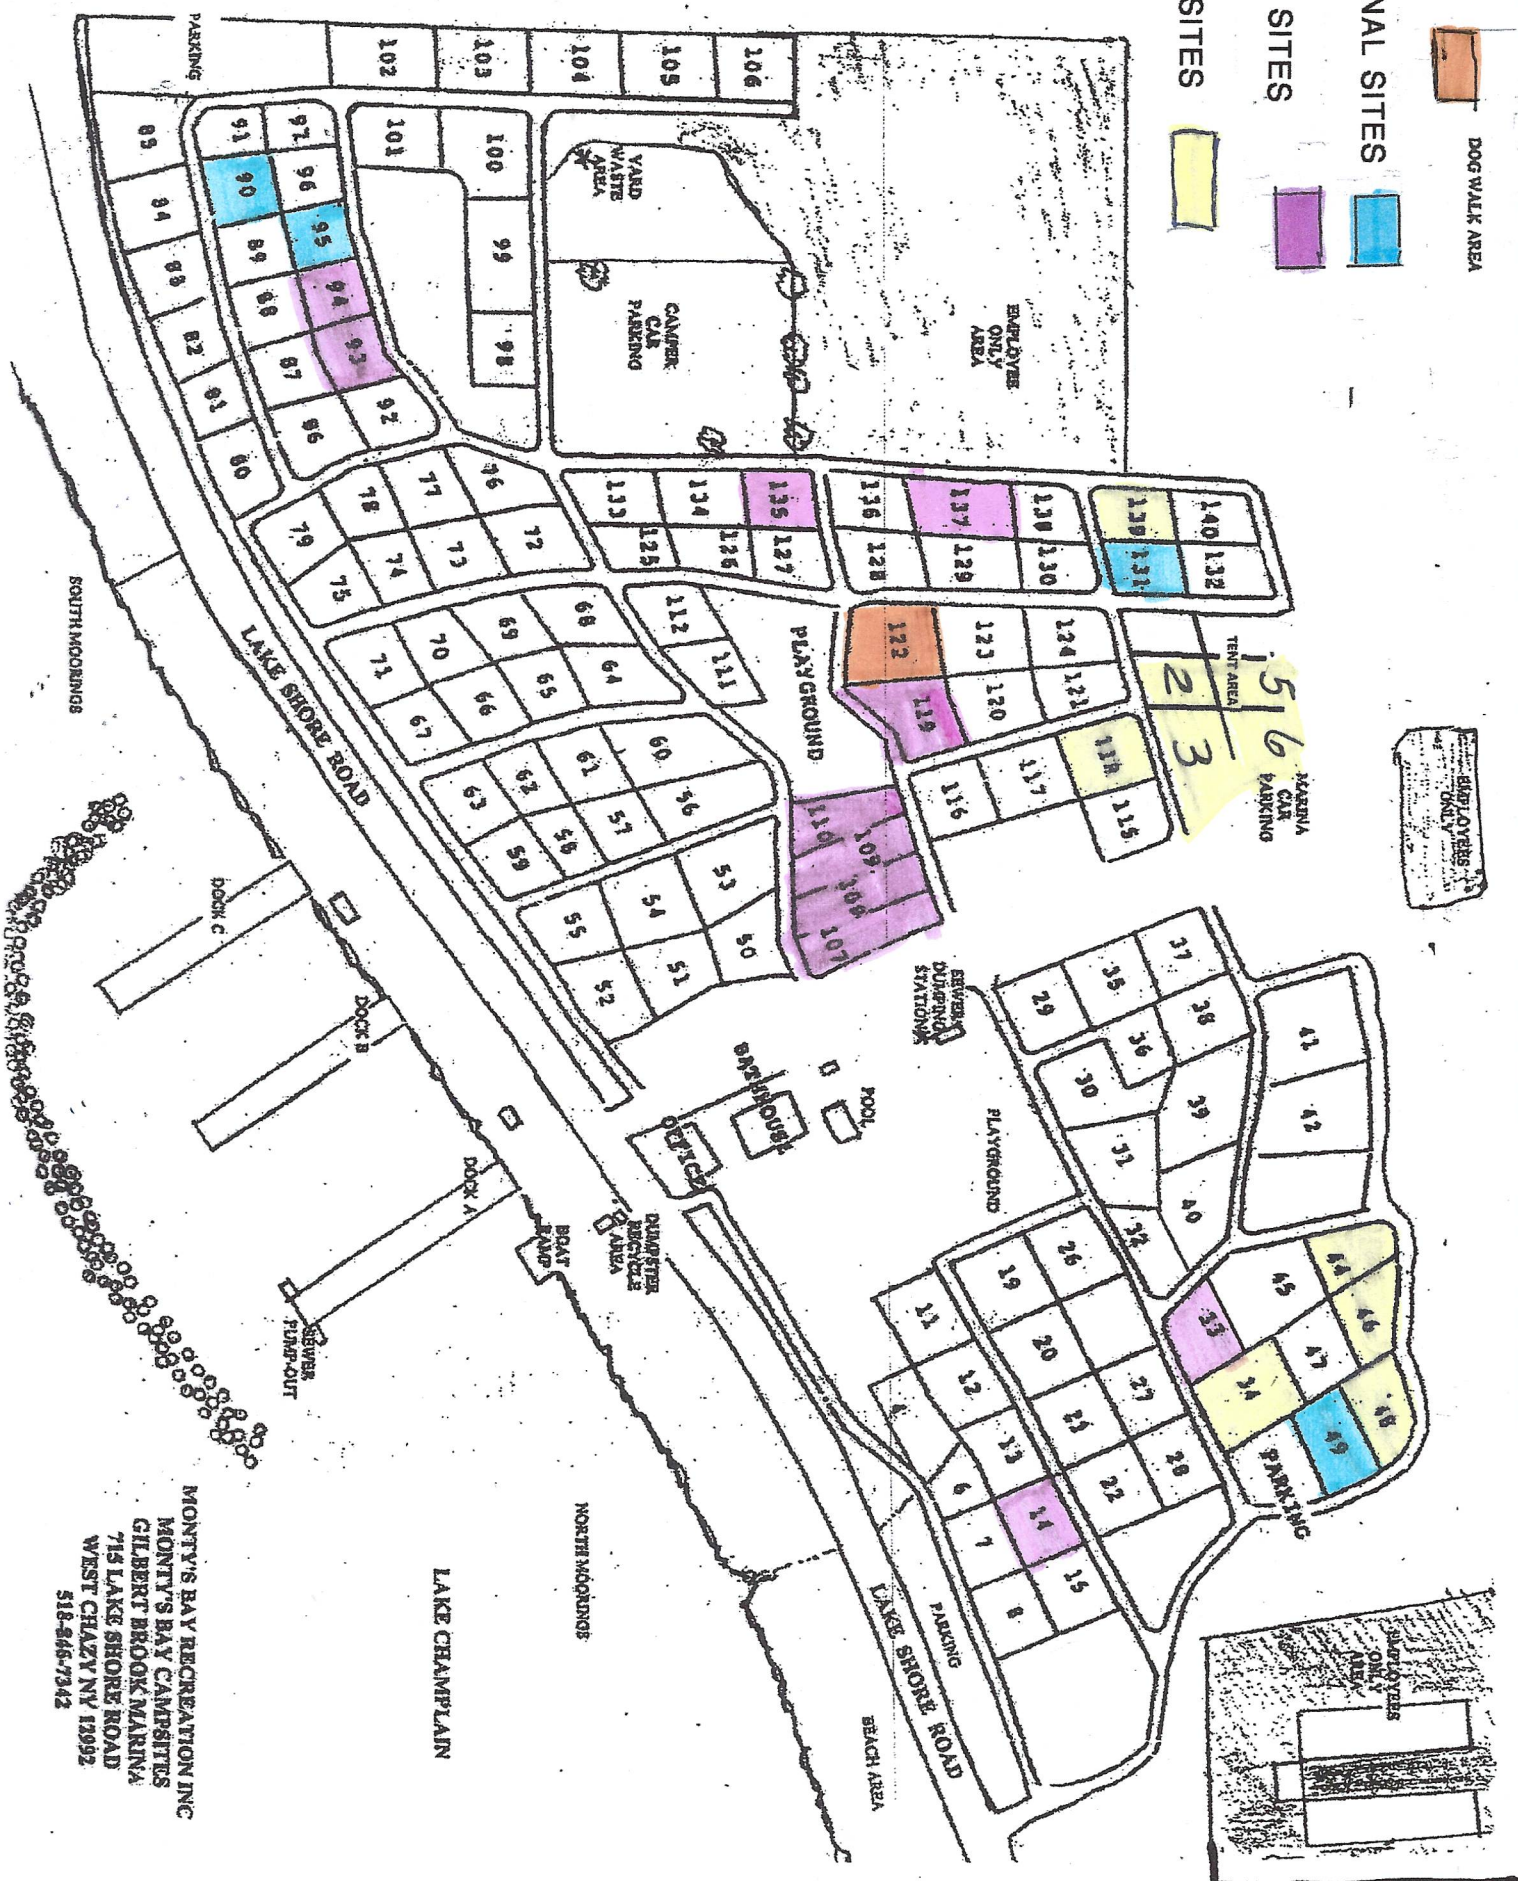 DOG WALK AREA
NAL SITES
SITES
SITES
PARKING
102
103
104
105
106
101
100
99
98
YARD
WASTE
AREA
CAMPER
CAR
PARKING
EMPLOYEE
ONLY
AREA
91
97
90
96
95
89
94
88
93
87
92
86
85
84
83
82
81
80
76
77
78
79
72
73
74
75
133
134
135
136
137
138
139
140
125
126
127
128
129
130
131
132
68
69
70
71
64
65
66
67
112
111
PLAYGROUND
122
123
124
119
120
121
TENT AREA
5
6
2
3
MARINA
CAR
PARKING
EMPLOYEES
ONLY
118
117
116
115
60
61
62
63
56
57
58
59
110
109
108
107
53
54
55
50
51
52
SEWER
DUMPING
STATION
LAKE SHORE ROAD
SOUTH MOORINGS
DOCK C
DOCK B
DOCK A
BATHHOUSE
POOL
OFFICE
PLAYGROUND
37
35
29
38
36
30
39
31
40
32
41
42
45
44
46
47
48
49
33
34
PARKING
26
19
20
27
21
28
22
11
12
13
14
15
4
6
7
8
DUMPSTER
RECYCLE
AREA
BOAT
RAMP
SEWER
PUMP-OUT
PARKING
LAKE SHORE ROAD
BEACH AREA
NORTH MOORINGS
LAKE CHAMPLAIN
EMPLOYEES
ONLY
AREA
MONTY'S BAY RECREATION INC
MONTY'S BAY CAMPSITES
GILBERT BROOK MARINA
715 LAKE SHORE ROAD
WEST CHAZY NY 12992
518-846-7342